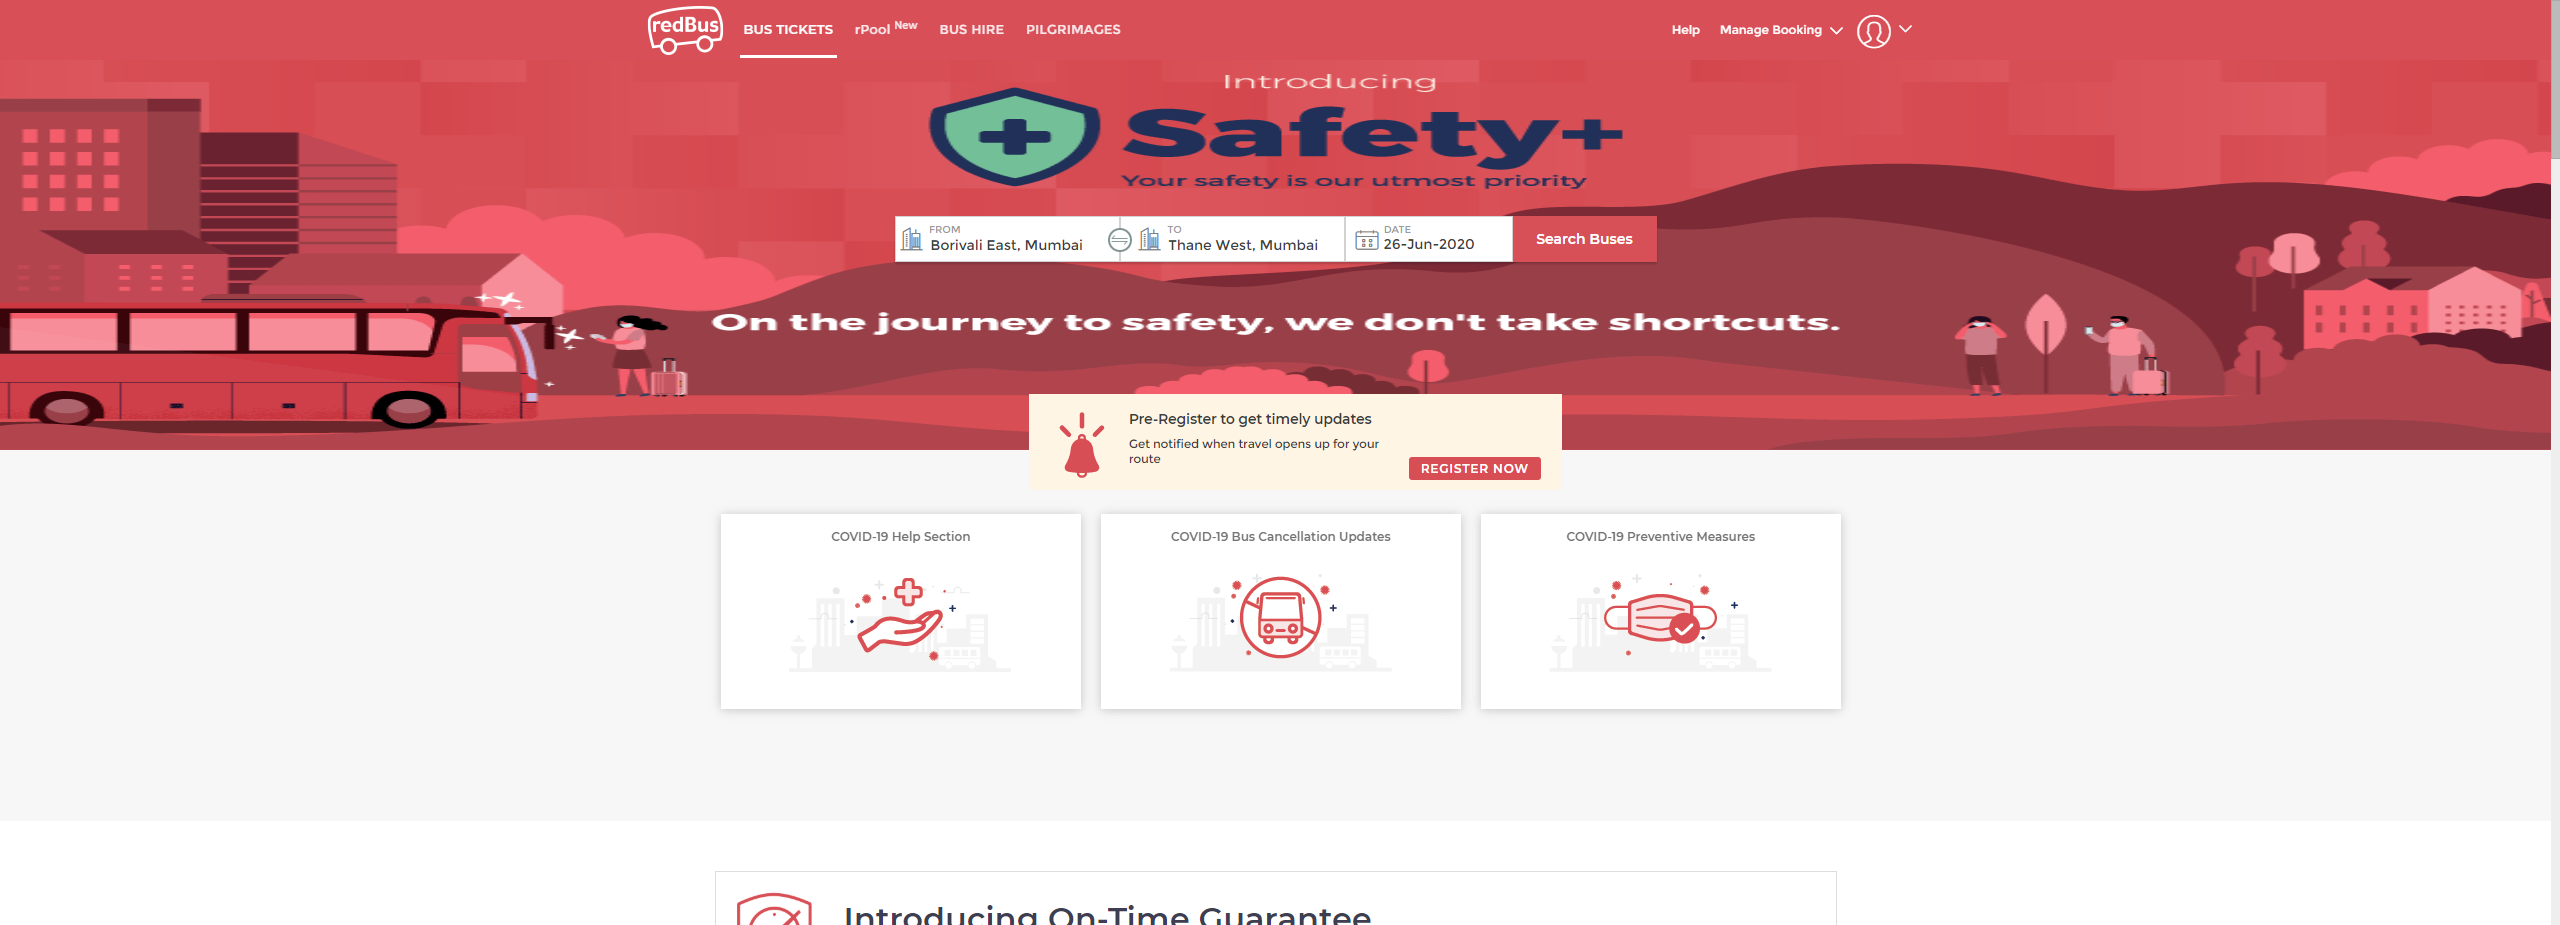 redBus
BUS TICKETS
rPool New
BUS HIRE
PILGRIMAGES
Help
Manage Booking
Introducing
Safety+
Your safety is our utmost priority
FROM
Borivali East, Mumbai
TO
Thane West, Mumbai
DATE
26-Jun-2020
Search Buses
On the journey to safety, we don't take shortcuts.
Pre-Register to get timely updates
Get notified when travel opens up for your
route
REGISTER NOW
COVID-19 Help Section
COVID-19 Bus Cancellation Updates
COVID-19 Preventive Measures
Introducing On-Time Guarantee